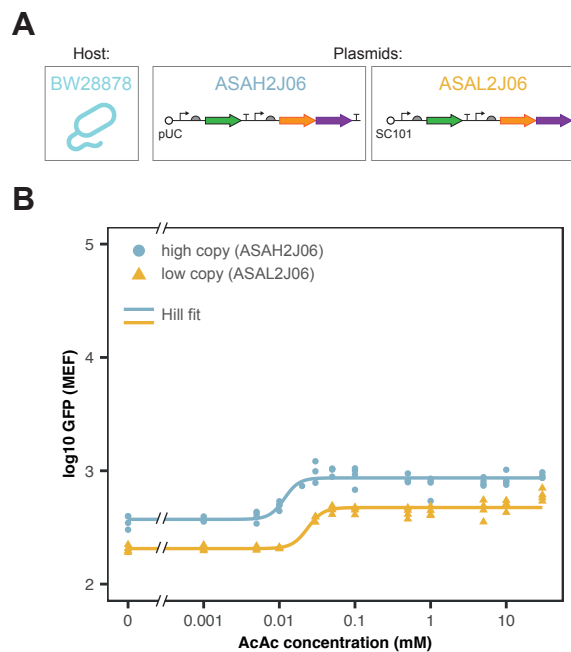 A
Host:
Plasmids:
BW28878
ASAH2J06
ASAL2J06
pUC
SC101
B
log10 GFP (MEF)
5
4
3
2
high copy (ASAH2J06)
low copy (ASAL2J06)
Hill fit
0
0.001
0.01
0.1
1
10
AcAc concentration (mM)